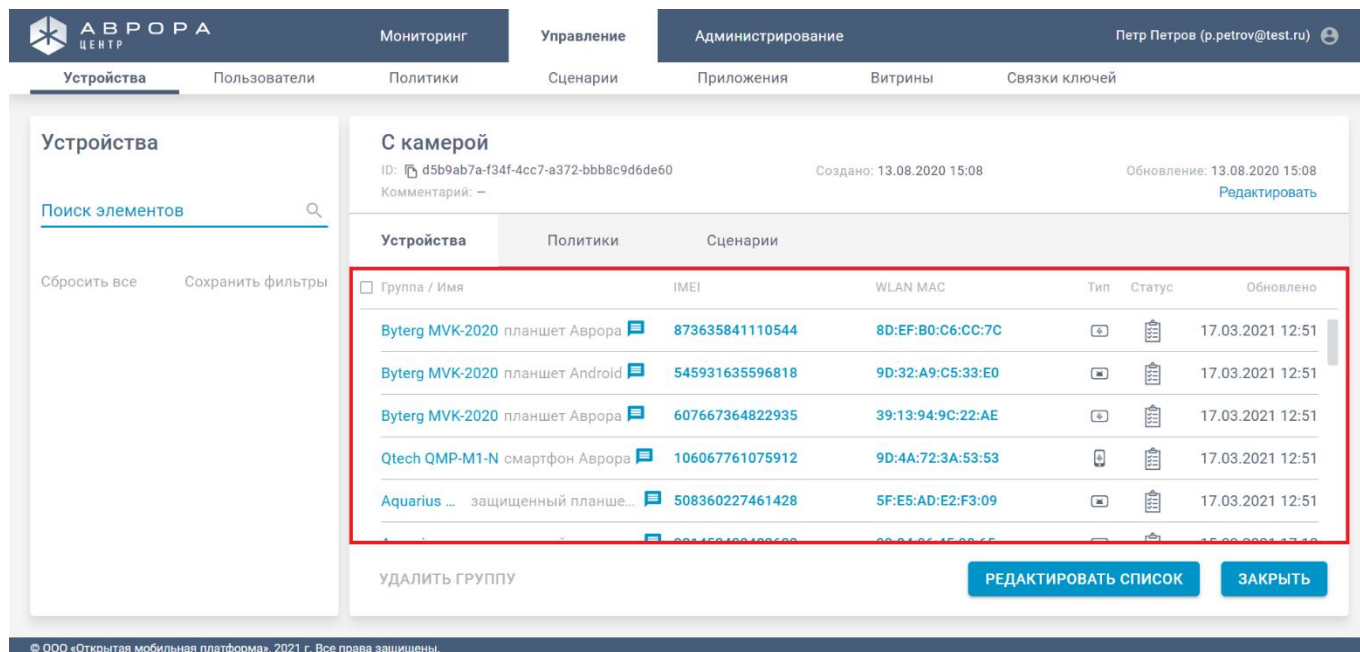 АВРОРА
ЦЕНТР
Мониторинг Управление Администрирование Петр Петров (p.petrov@test.ru)
Устройства Пользователи Политики Сценарии Приложения Витрины Связки ключей
Устройства
Поиск элементов
Сбросить все Сохранить фильтры
С камерой
ID: d5b9ab7a-f34f-4cc7-a372-bbb8c9d6de60 Создано: 13.08.2020 15:08 Обновление: 13.08.2020 15:08
Комментарий: — Редактировать
Устройства Политики Сценарии
Группа / Имя IMEI WLAN MAC Тип Статус Обновлено
Byterg MVK-2020 планшет Аврора 873635841110544 8D:EF:B0:C6:CC:7C 17.03.2021 12:51
Byterg MVK-2020 планшет Android 545931635596818 9D:32:A9:C5:33:E0 17.03.2021 12:51
Byterg MVK-2020 планшет Аврора 607667364822935 39:13:94:9C:22:AE 17.03.2021 12:51
Qtech QMP-M1-N смартфон Аврора 106067761075912 9D:4A:72:3A:53:53 17.03.2021 12:51
Aquarius ... защищенный планше... 508360227461428 5F:E5:AD:E2:F3:09 17.03.2021 12:51
УДАЛИТЬ ГРУППУ РЕДАКТИРОВАТЬ СПИСОК ЗАКРЫТЬ
© ООО «Открытая мобильная платформа», 2021 г. Все права защищены.